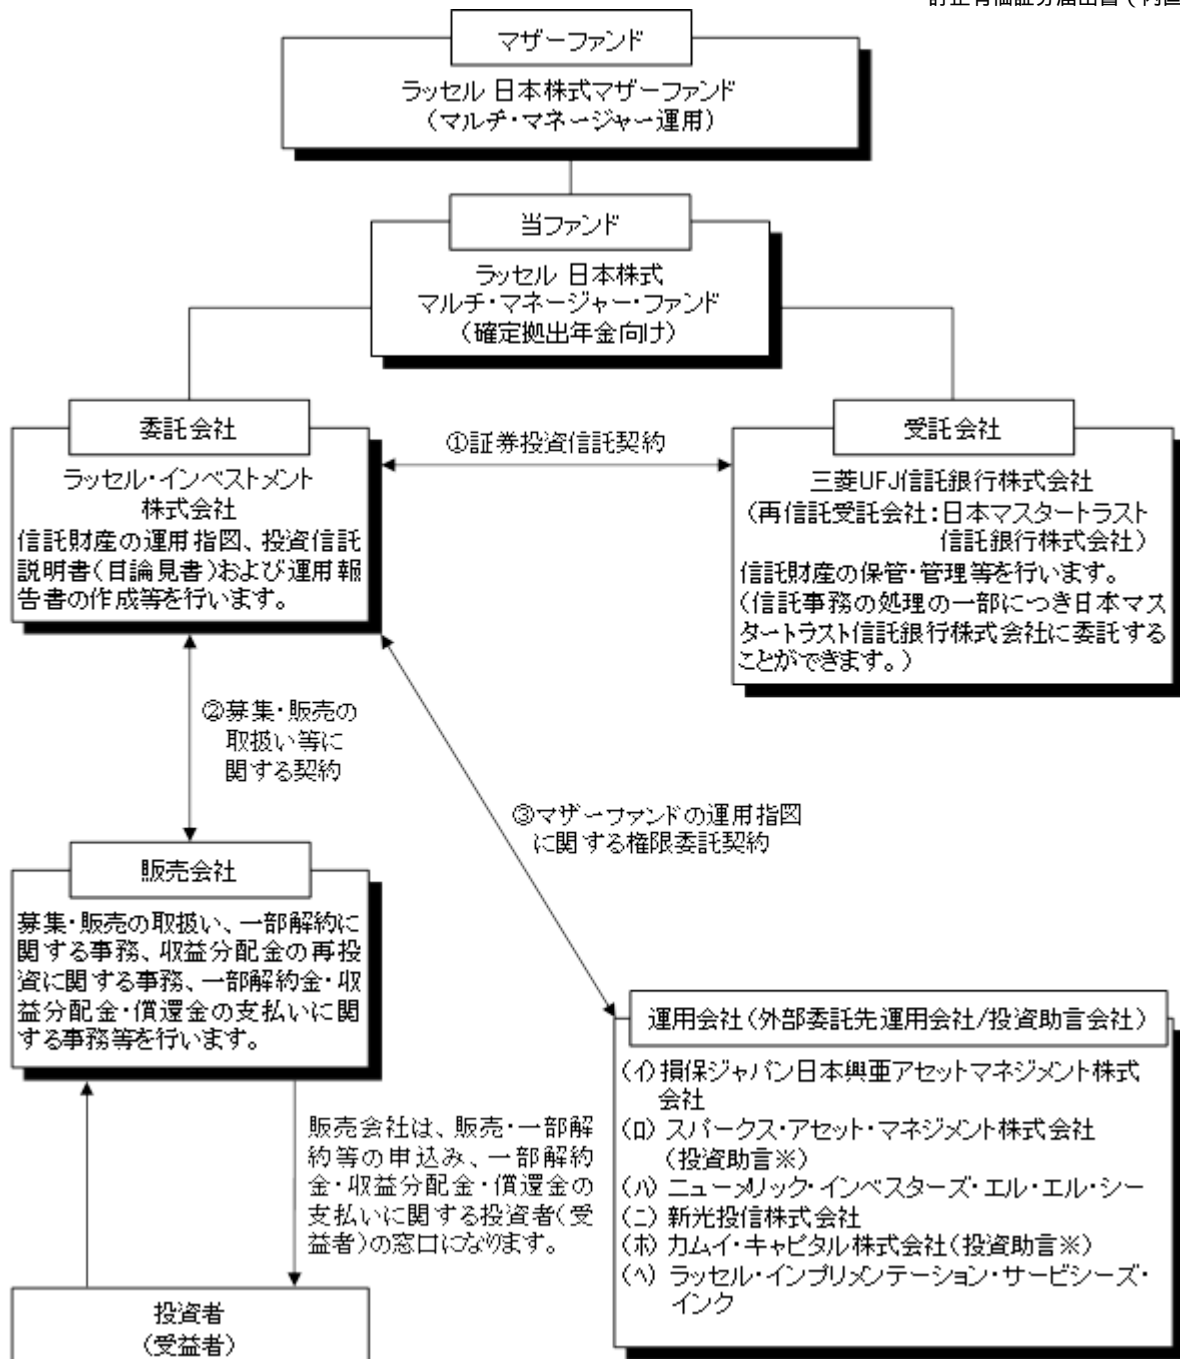 マザーファンド
ラッセル 日本株式マザーファンド
(マルチ・マネージャー運用)
当ファンド
ラッセル 日本株式
マルチ・マネージャー・ファンド
(確定拠出年金向け)
委託会社
ラッセル・インベストメント
株式会社
信託財産の運用指図、投資信託
説明書(目論見書)および運用報
告書の作成等を行います。
①証券投資信託契約
受託会社
三菱UFJ信託銀行株式会社
(再信託受託会社:日本マスタートラスト
信託銀行株式会社)
信託財産の保管・管理等を行います。
(信託事務の処理の一部につき日本マス
タートラスト信託銀行株式会社に委託する
ことができます。)
②募集・販売の
取扱い等に
関する契約
③マザーファンドの運用指図
に関する権限委託契約
販売会社
募集・販売の取扱い、一部解約に
関する事務、収益分配金の再投
資に関する事務、一部解約金・収
益分配金・償還金の支払いに関
する事務等を行います。
販売会社は、販売・一部解
約等の申込み、一部解約
金・収益分配金・償還金の
支払いに関する投資者(受
益者)の窓口になります。
運用会社(外部委託先運用会社/投資助言会社)
(イ)損保ジャパン日本興亜アセットマネジメント株式
会社
(ロ) スパークス・アセット・マネジメント株式会社
(投資助言※)
(ハ) ニューメリック・インベスターズ・エル・エル・シー
(ニ) 新光投信株式会社
(ホ) カムイ・キャピタル株式会社(投資助言※)
(ヘ) ラッセル・インプリメンテーション・サービシーズ・
インク
投資者
(受益者)